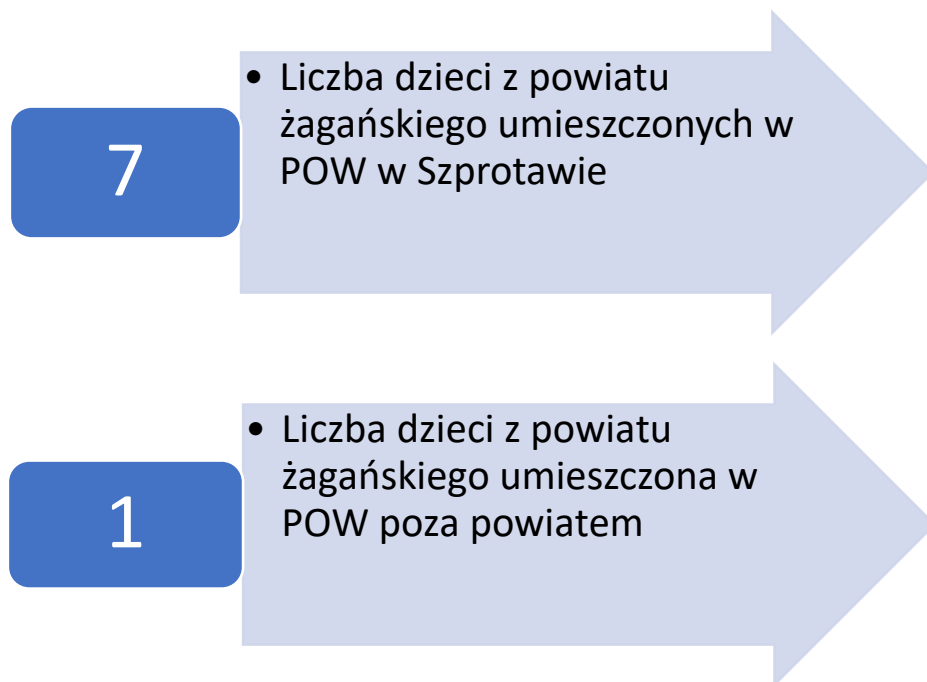 7
• Liczba dzieci z powiatu
żagańskiego umieszczonych w
POW w Szprotawie
1
• Liczba dzieci z powiatu
żagańskiego umieszczona w
POW poza powiatem